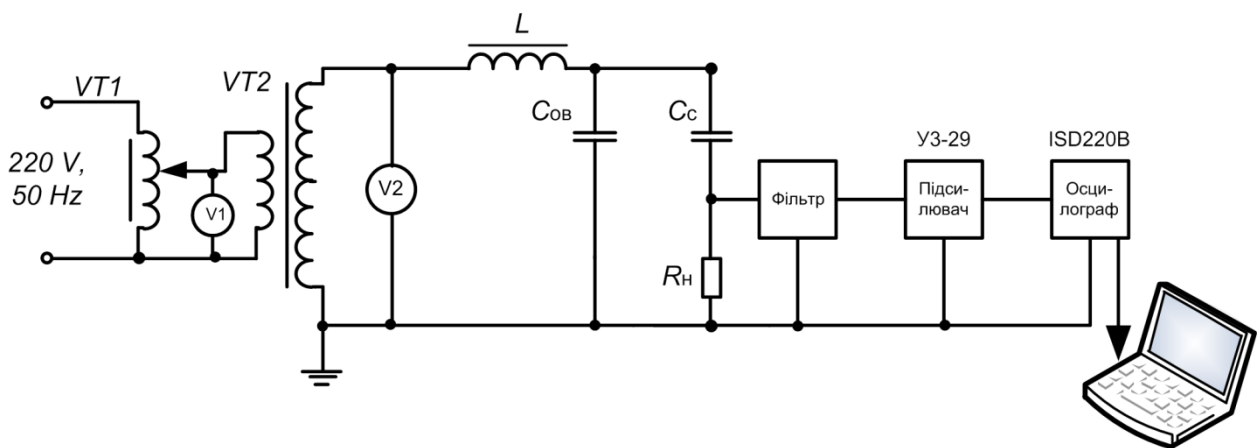 L
VT1
VT2
Cов
Cс
У3-29
ISD220B
220 V,
50 Hz
V1
V2
Фільтр
Підси-
лювач
Осци-
лограф
Rн